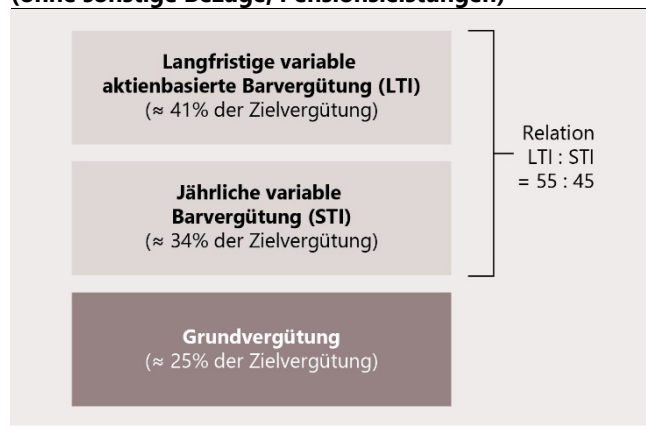 (ohne sonstige Bezüge/Pensionsleistungen)
Langfristige variable
aktienbasierte Barvergütung (LTI)
(≈ 41% der Zielvergütung)
Relation
LTI : STI
= 55 : 45
Jährliche variable
Barvergütung (STI)
(≈ 34% der Zielvergütung)
Grundvergütung
(≈ 25% der Zielvergütung)